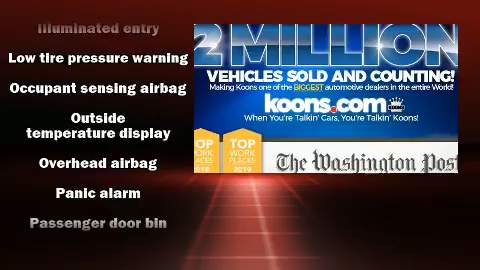 Illuminated entry
Low tire pressure warning
Occupant sensing airbag
Outside
temperature display
Overhead airbag
Panic alarm
Passenger door bin
2 MILLION
VEHICLES SOLD AND COUNTING!
Making Koons one of the BIGGEST automotive dealers in the entire World!
koons.com
When You're Talkin' Cars, You're Talkin' Koons!
OP
WORK
PLACES
2018
TOP
WORK
PLACES
2019
The Washington Post